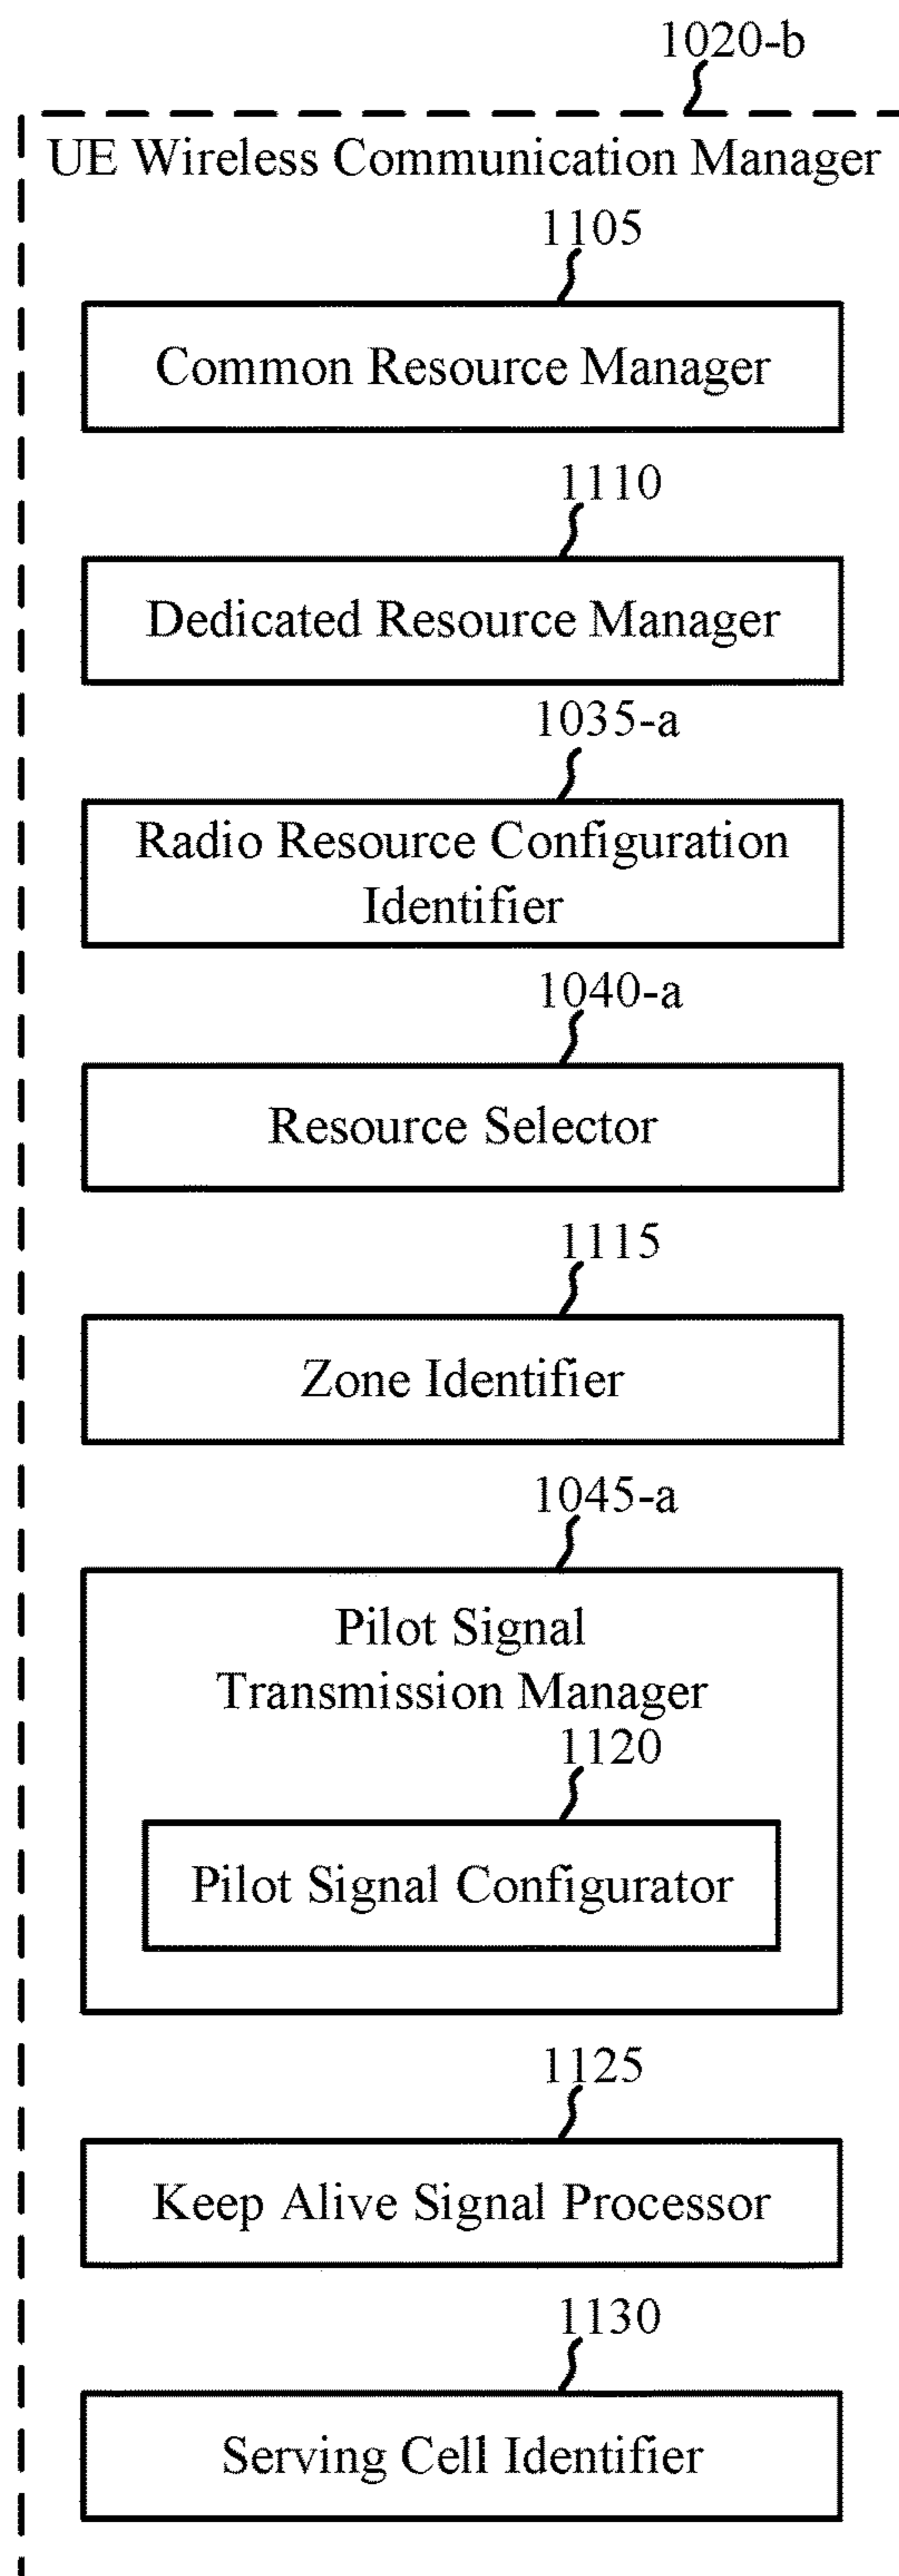 1020-b
UE Wireless Communication Manager
1105
Common Resource Manager
1110
Dedicated Resource Manager
1035-a
Radio Resource Configuration
Identifier
1040-a
Resource Selector
1115
Zone Identifier
1045-a
Pilot Signal
Transmission Manager
1120
Pilot Signal Configurator
1125
Keep Alive Signal Processor
1130
Serving Cell Identifier